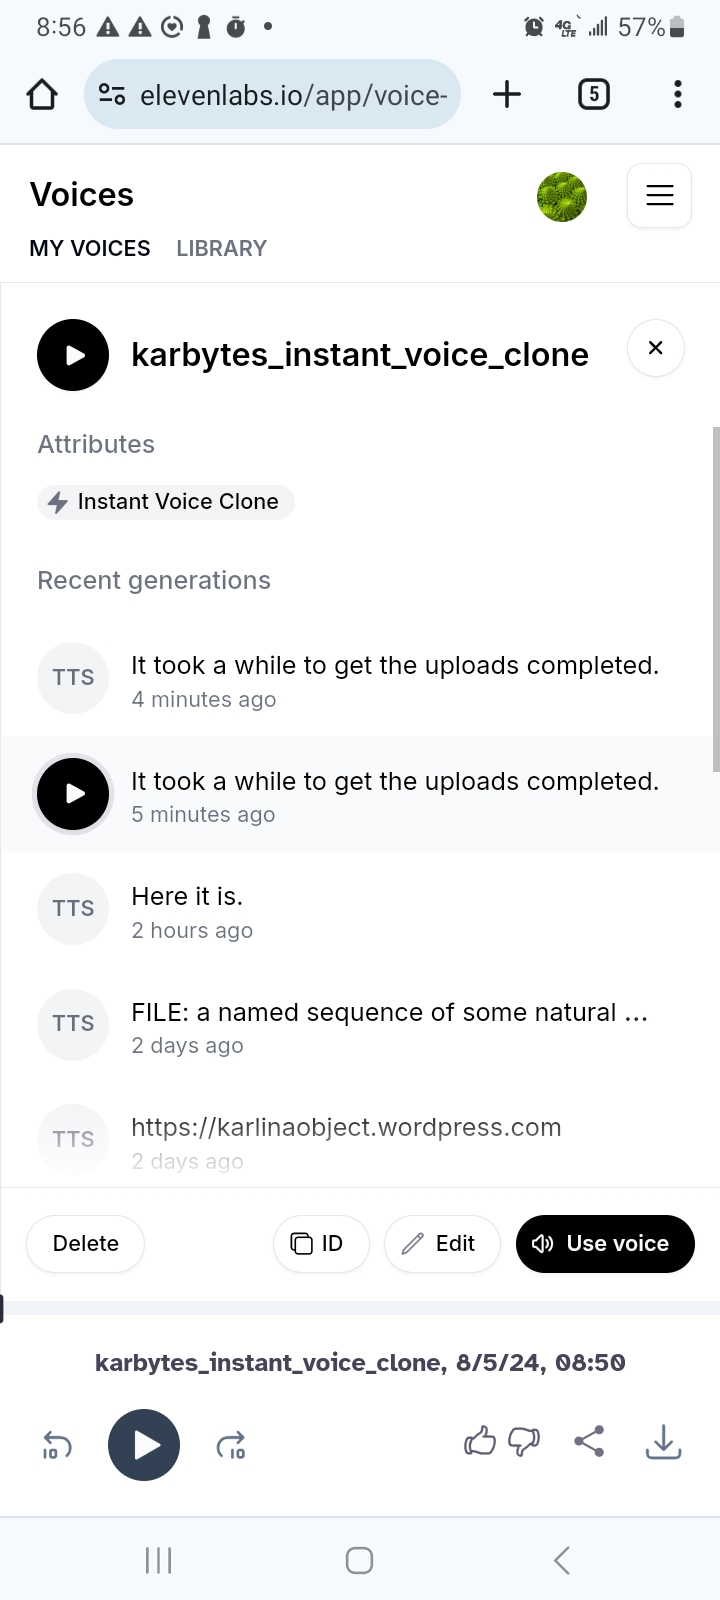 8:56
4G LTE 57%
elevenlabs.io/app/voice-
5
Voices
MY VOICES LIBRARY
karbytes_instant_voice_clone
Attributes
Instant Voice Clone
Recent generations
TTS It took a while to get the uploads completed.
4 minutes ago
It took a while to get the uploads completed.
5 minutes ago
TTS Here it is.
2 hours ago
TTS FILE: a named sequence of some natural ...
2 days ago
TTS https://karlinaobject.wordpress.com
2 days ago
Delete ID Edit Use voice
karbytes_instant_voice_clone, 8/5/24, 08:50
10 10